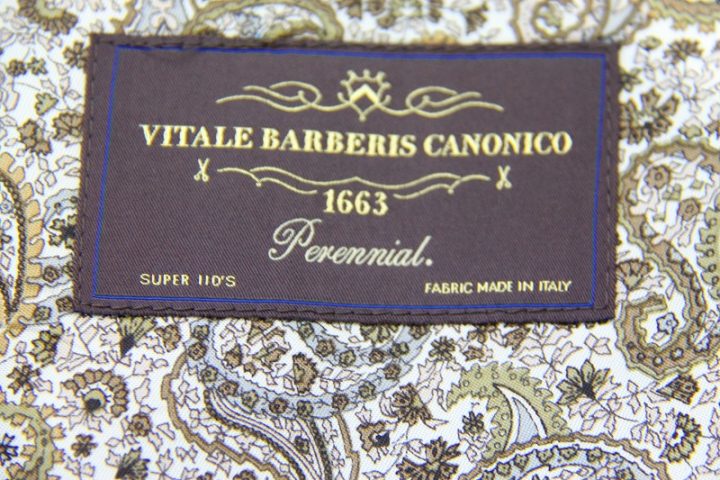 VITALE BARBERIS CANONICO
1663
Perennial.
SUPER 110'S
FABRIC MADE IN ITALY